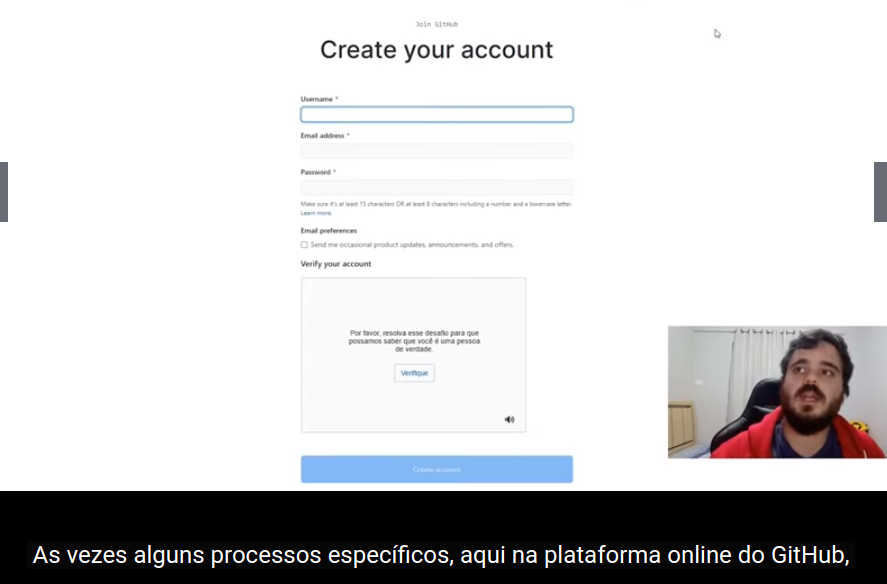 Join GitHub
Create your account
Username *
Email address *
Password *
Make sure it's at least 15 characters OR at least 8 characters including a number and a lowercase letter.
Learn more.
Email preferences
Send me occasional product updates, announcements, and offers.
Verify your account
Por favor, resolva esse desafio para que
possamos saber que você é uma pessoa
de verdade.
Verifique
Create account
As vezes alguns processos específicos, aqui na plataforma online do GitHub,